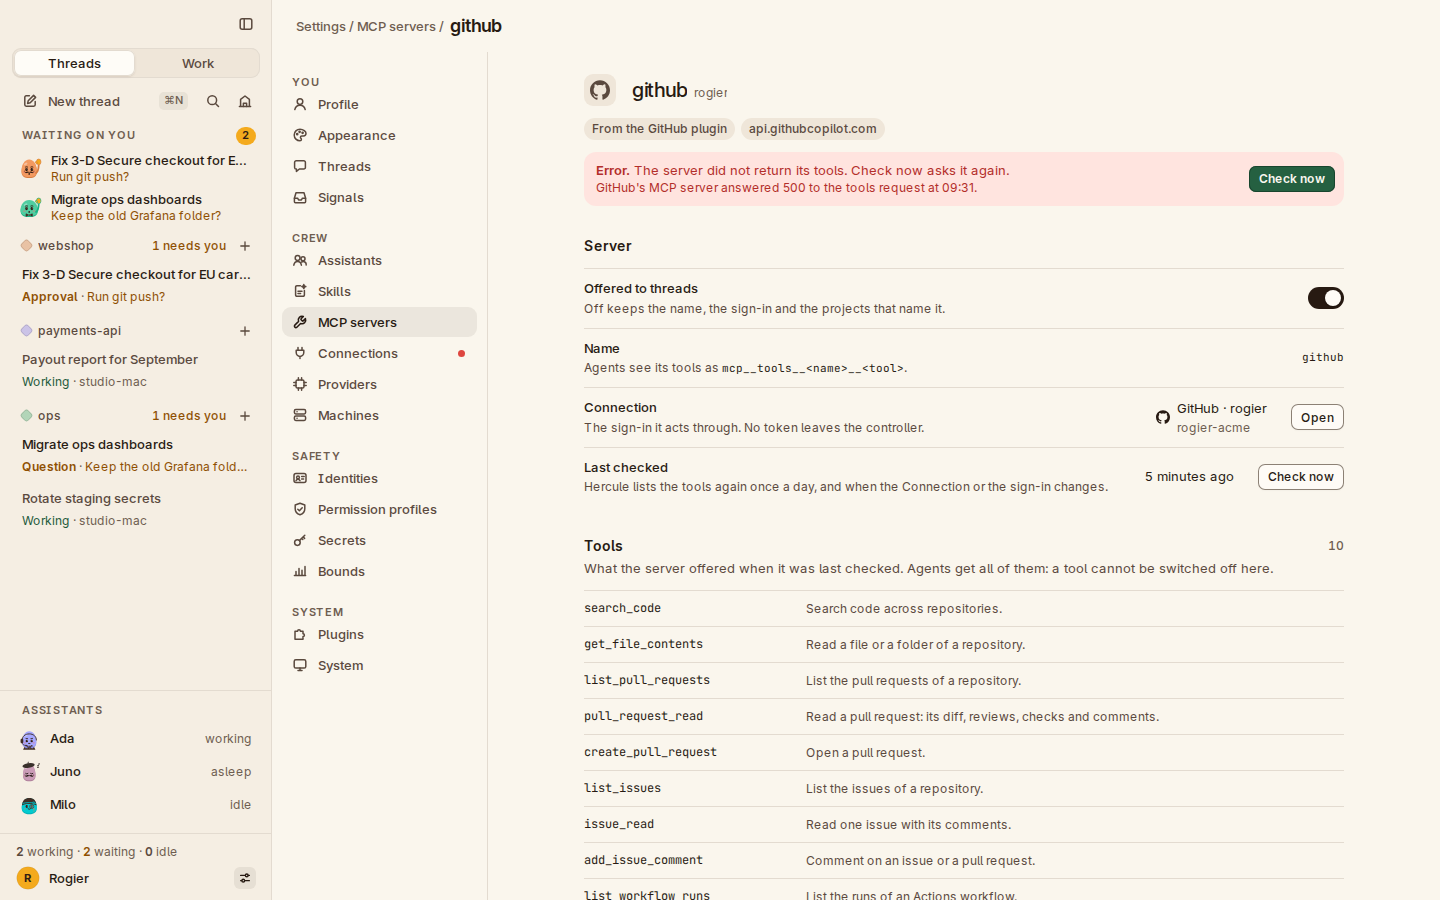 Threads
Work
New thread
⌘N
WAITING ON YOU
2
Fix 3-D Secure checkout for E...
Run git push?
Migrate ops dashboards
Keep the old Grafana folder?
webshop
1 needs you
Fix 3-D Secure checkout for EU car...
Approval · Run git push?
payments-api
Payout report for September
Working · studio-mac
ops
1 needs you
Migrate ops dashboards
Question · Keep the old Grafana fold...
Rotate staging secrets
Working · studio-mac
ASSISTANTS
Ada
working
Juno
asleep
Milo
idle
2 working · 2 waiting · 0 idle
R
Rogier
Settings / MCP servers / github
YOU
Profile
Appearance
Threads
Signals
CREW
Assistants
Skills
MCP servers
Connections
Providers
Machines
SAFETY
Identities
Permission profiles
Secrets
Bounds
SYSTEM
Plugins
System
github rogier
From the GitHub plugin
api.githubcopilot.com
Error. The server did not return its tools. Check now asks it again.
GitHub's MCP server answered 500 to the tools request at 09:31.
Check now
Server
Offered to threads
Off keeps the name, the sign-in and the projects that name it.
Name
Agents see its tools as mcp__tools__<name>__<tool>.
github
Connection
The sign-in it acts through. No token leaves the controller.
GitHub · rogier
rogier-acme
Open
Last checked
Hercule lists the tools again once a day, and when the Connection or the sign-in changes.
5 minutes ago
Check now
Tools
10
What the server offered when it was last checked. Agents get all of them: a tool cannot be switched off here.
search_code
Search code across repositories.
get_file_contents
Read a file or a folder of a repository.
list_pull_requests
List the pull requests of a repository.
pull_request_read
Read a pull request: its diff, reviews, checks and comments.
create_pull_request
Open a pull request.
list_issues
List the issues of a repository.
issue_read
Read one issue with its comments.
add_issue_comment
Comment on an issue or a pull request.
list_workflow_runs
List the runs of an Actions workflow.